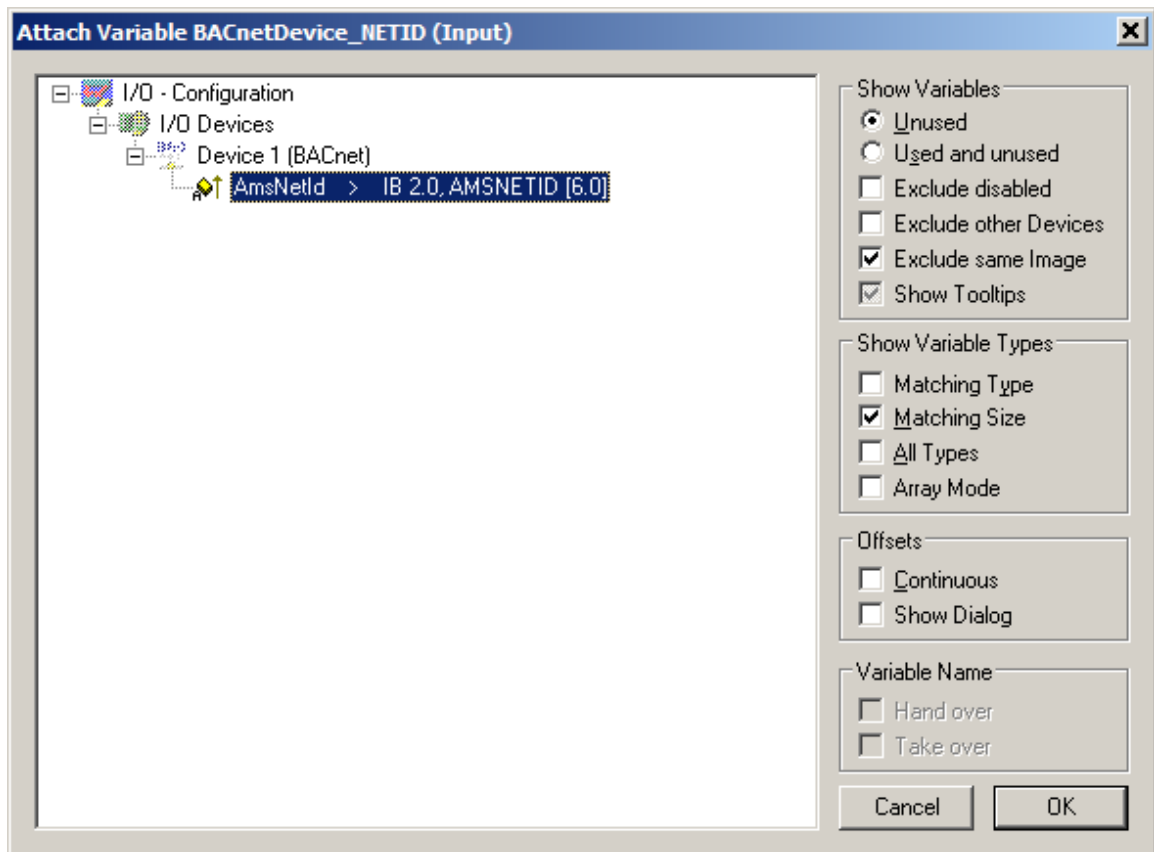 Attach Variable BACnetDevice_NETID (Input)
I/O - Configuration
I/O Devices
Device 1 (BACnet)
AmsNetId > IB 2.0, AMSNETID [6.0]
Show Variables
Unused
Used and unused
Exclude disabled
Exclude other Devices
Exclude same Image
Show Tooltips
Show Variable Types
Matching Type
Matching Size
All Types
Array Mode
Offsets
Continuous
Show Dialog
Variable Name
Hand over
Take over
Cancel
OK